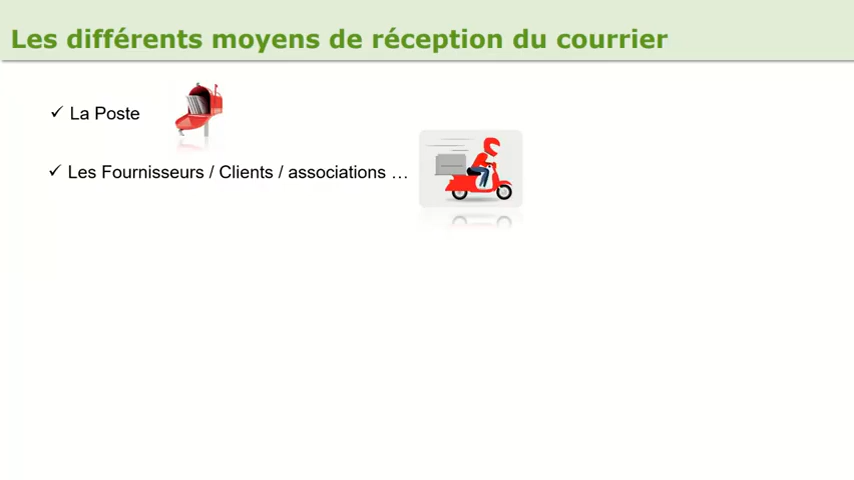 Les différents moyens de réception du courrier
✓ La Poste
✓ Les Fournisseurs / Clients / associations …